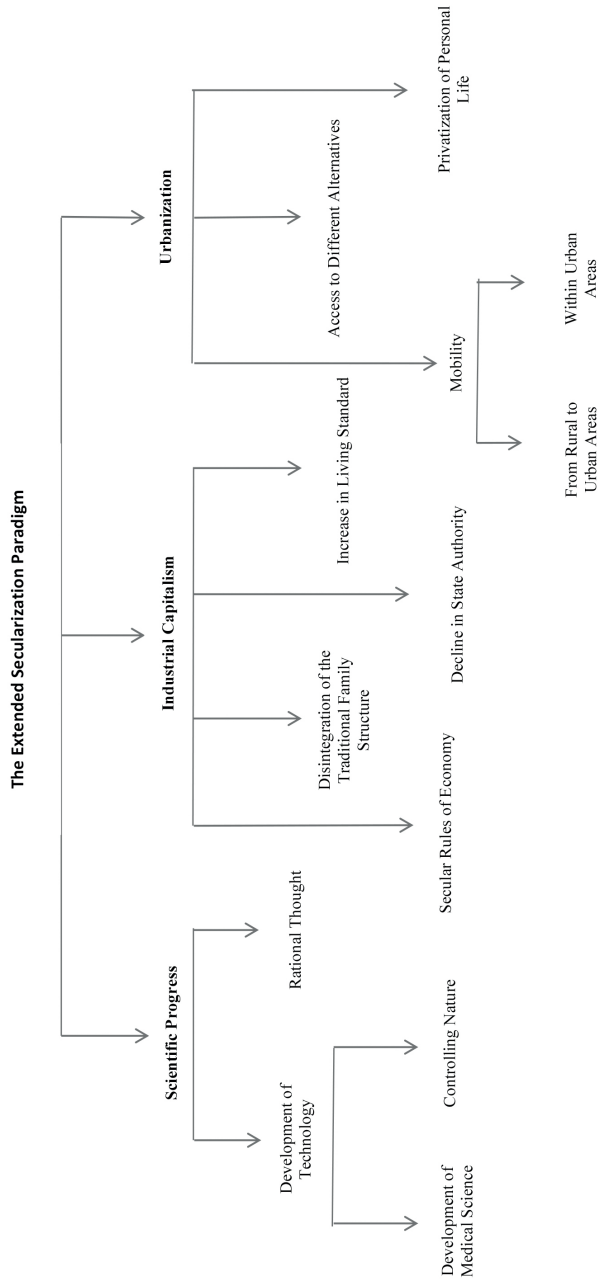 The Extended Secularization Paradigm
Scientific Progress
Industrial Capitalism
Urbanization
Development of
Technology
Rational Thought
Disintegration of the
Traditional Family
Structure
Increase in Living Standard
Access to Different Alternatives
Development of
Medical Science
Controlling Nature
Secular Rules of Economy
Decline in State Authority
Mobility
Privatization of Personal
Life
From Rural to
Urban Areas
Within Urban
Areas